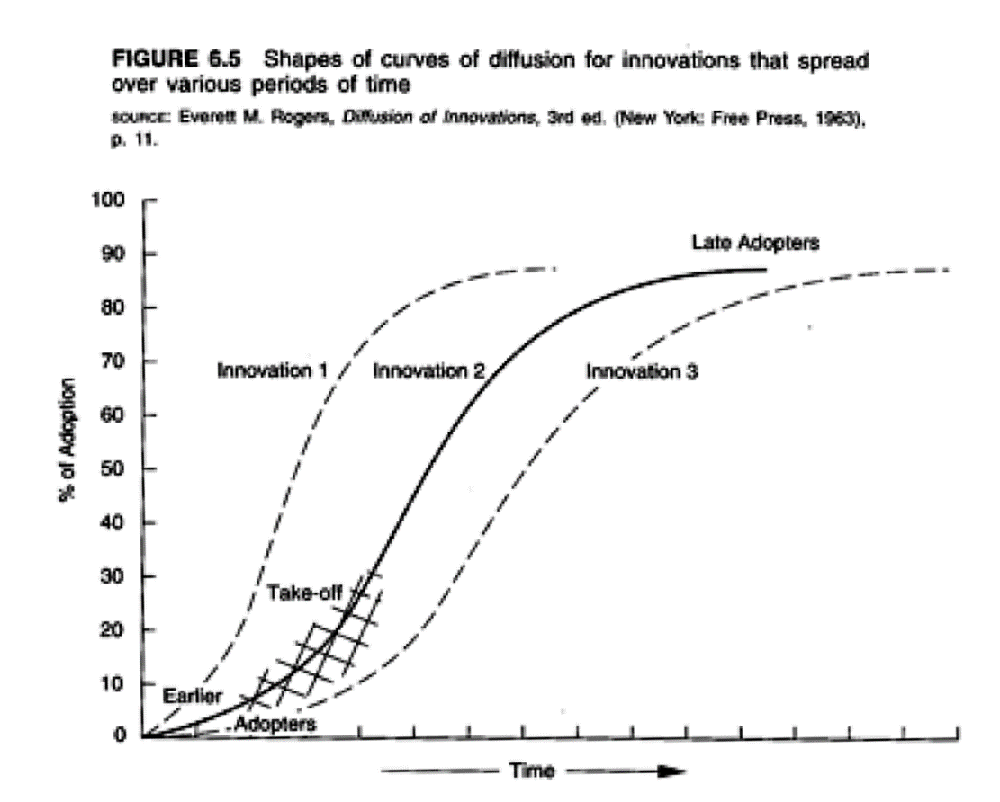 FIGURE 6.5 Shapes of curves of diffusion for innovations that spread
over various periods of time
SOURCE: Everett M. Rogers, Diffusion of Innovations, 3rd ed. (New York: Free Press, 1963),
p. 11.
100
90
80
70
60
50
40
30
20
10
0
% of Adoption
Late Adopters
Innovation 1
Innovation 2
Innovation 3
Take-off
Earlier
Adopters
Time